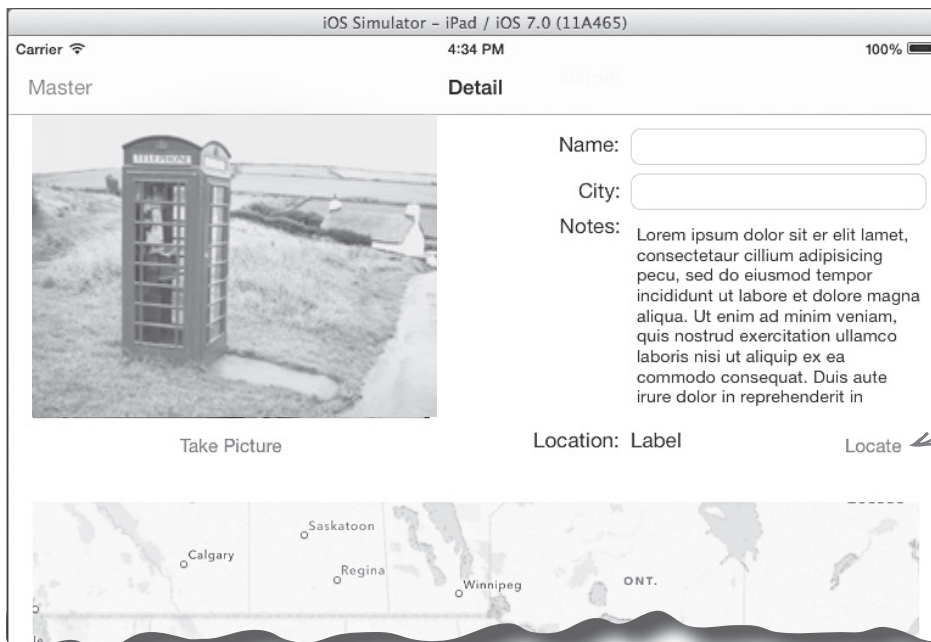 iOS Simulator – iPad / iOS 7.0 (11A465)
Carrier 4:34 PM 100%
Master Detail
TELEPHONE
Name:
City:
Notes: Lorem ipsum dolor sit er elit lamet,
consectetaur cillium adipisicing
pecu, sed do eiusmod tempor
incididunt ut labore et dolore magna
aliqua. Ut enim ad minim veniam,
quis nostrud exercitation ullamco
laboris nisi ut aliquip ex ea
commodo consequat. Duis aute
irure dolor in reprehenderit in
Take Picture
Location: Label Locate
Saskatoon
Calgary
Regina
Winnipeg
ONT.